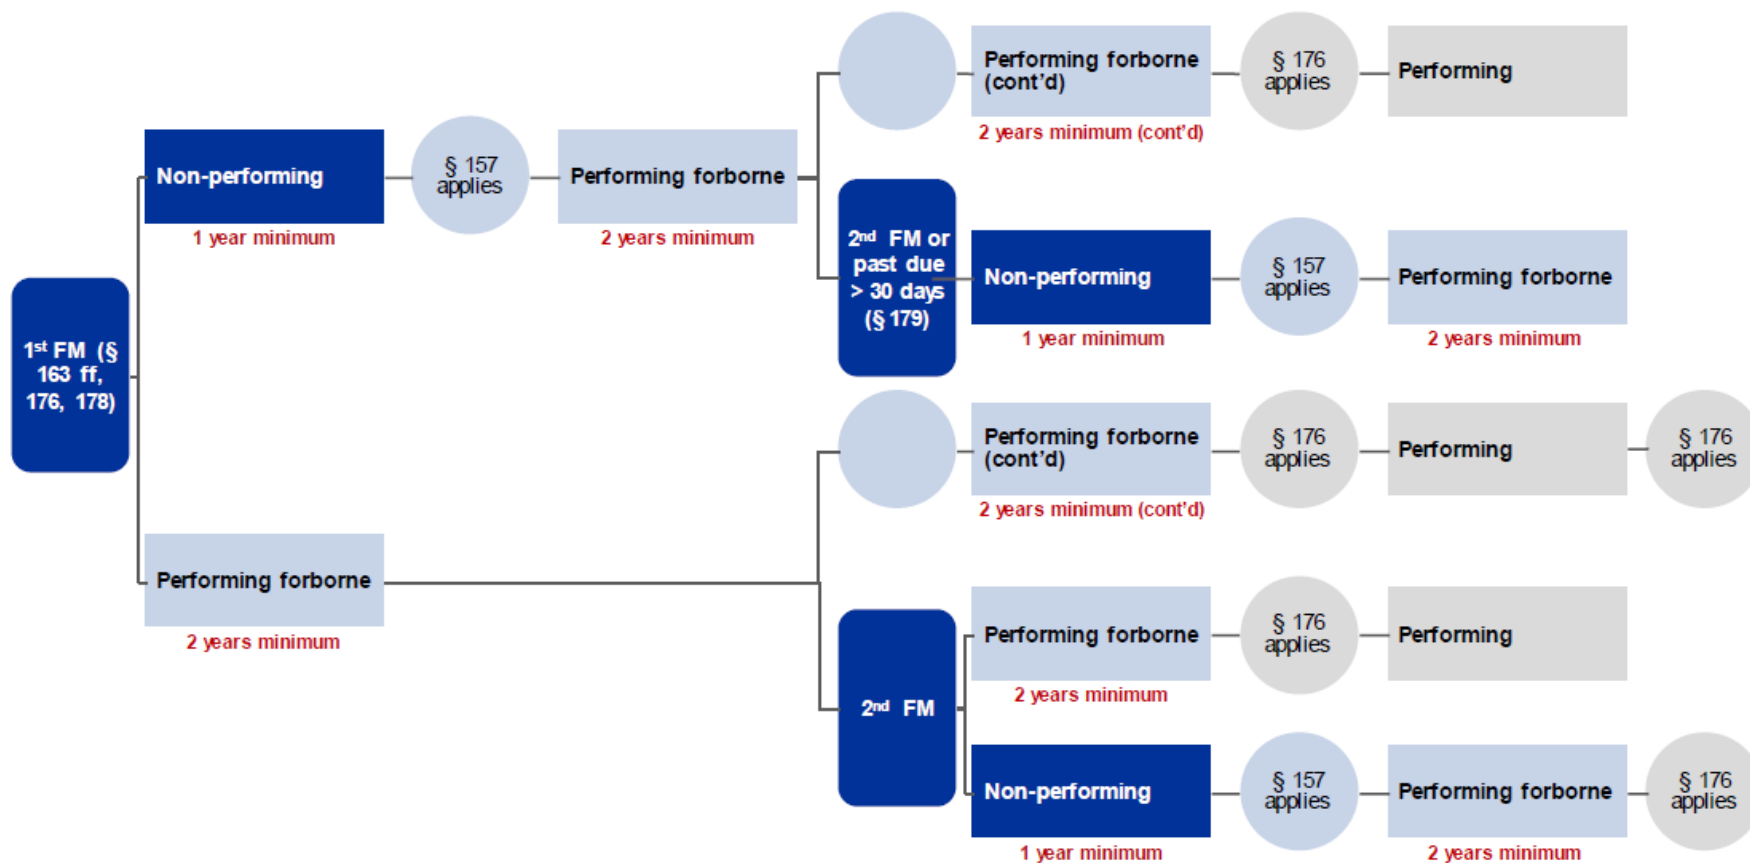 1st FM (§
163 ff,
176, 178)
Non-performing
1 year minimum
§ 157
applies
Performing forborne
2 years minimum
Performing forborne
(cont'd)
2 years minimum (cont'd)
§ 176
applies
Performing
2nd FM or
past due
> 30 days
(§ 179)
Non-performing
1 year minimum
§ 157
applies
Performing forborne
2 years minimum
Performing forborne
2 years minimum
Performing forborne
(cont'd)
2 years minimum (cont'd)
§ 176
applies
Performing
§ 176
applies
2nd FM
Performing forborne
2 years minimum
§ 176
applies
Performing
Non-performing
1 year minimum
§ 157
applies
Performing forborne
2 years minimum
§ 176
applies